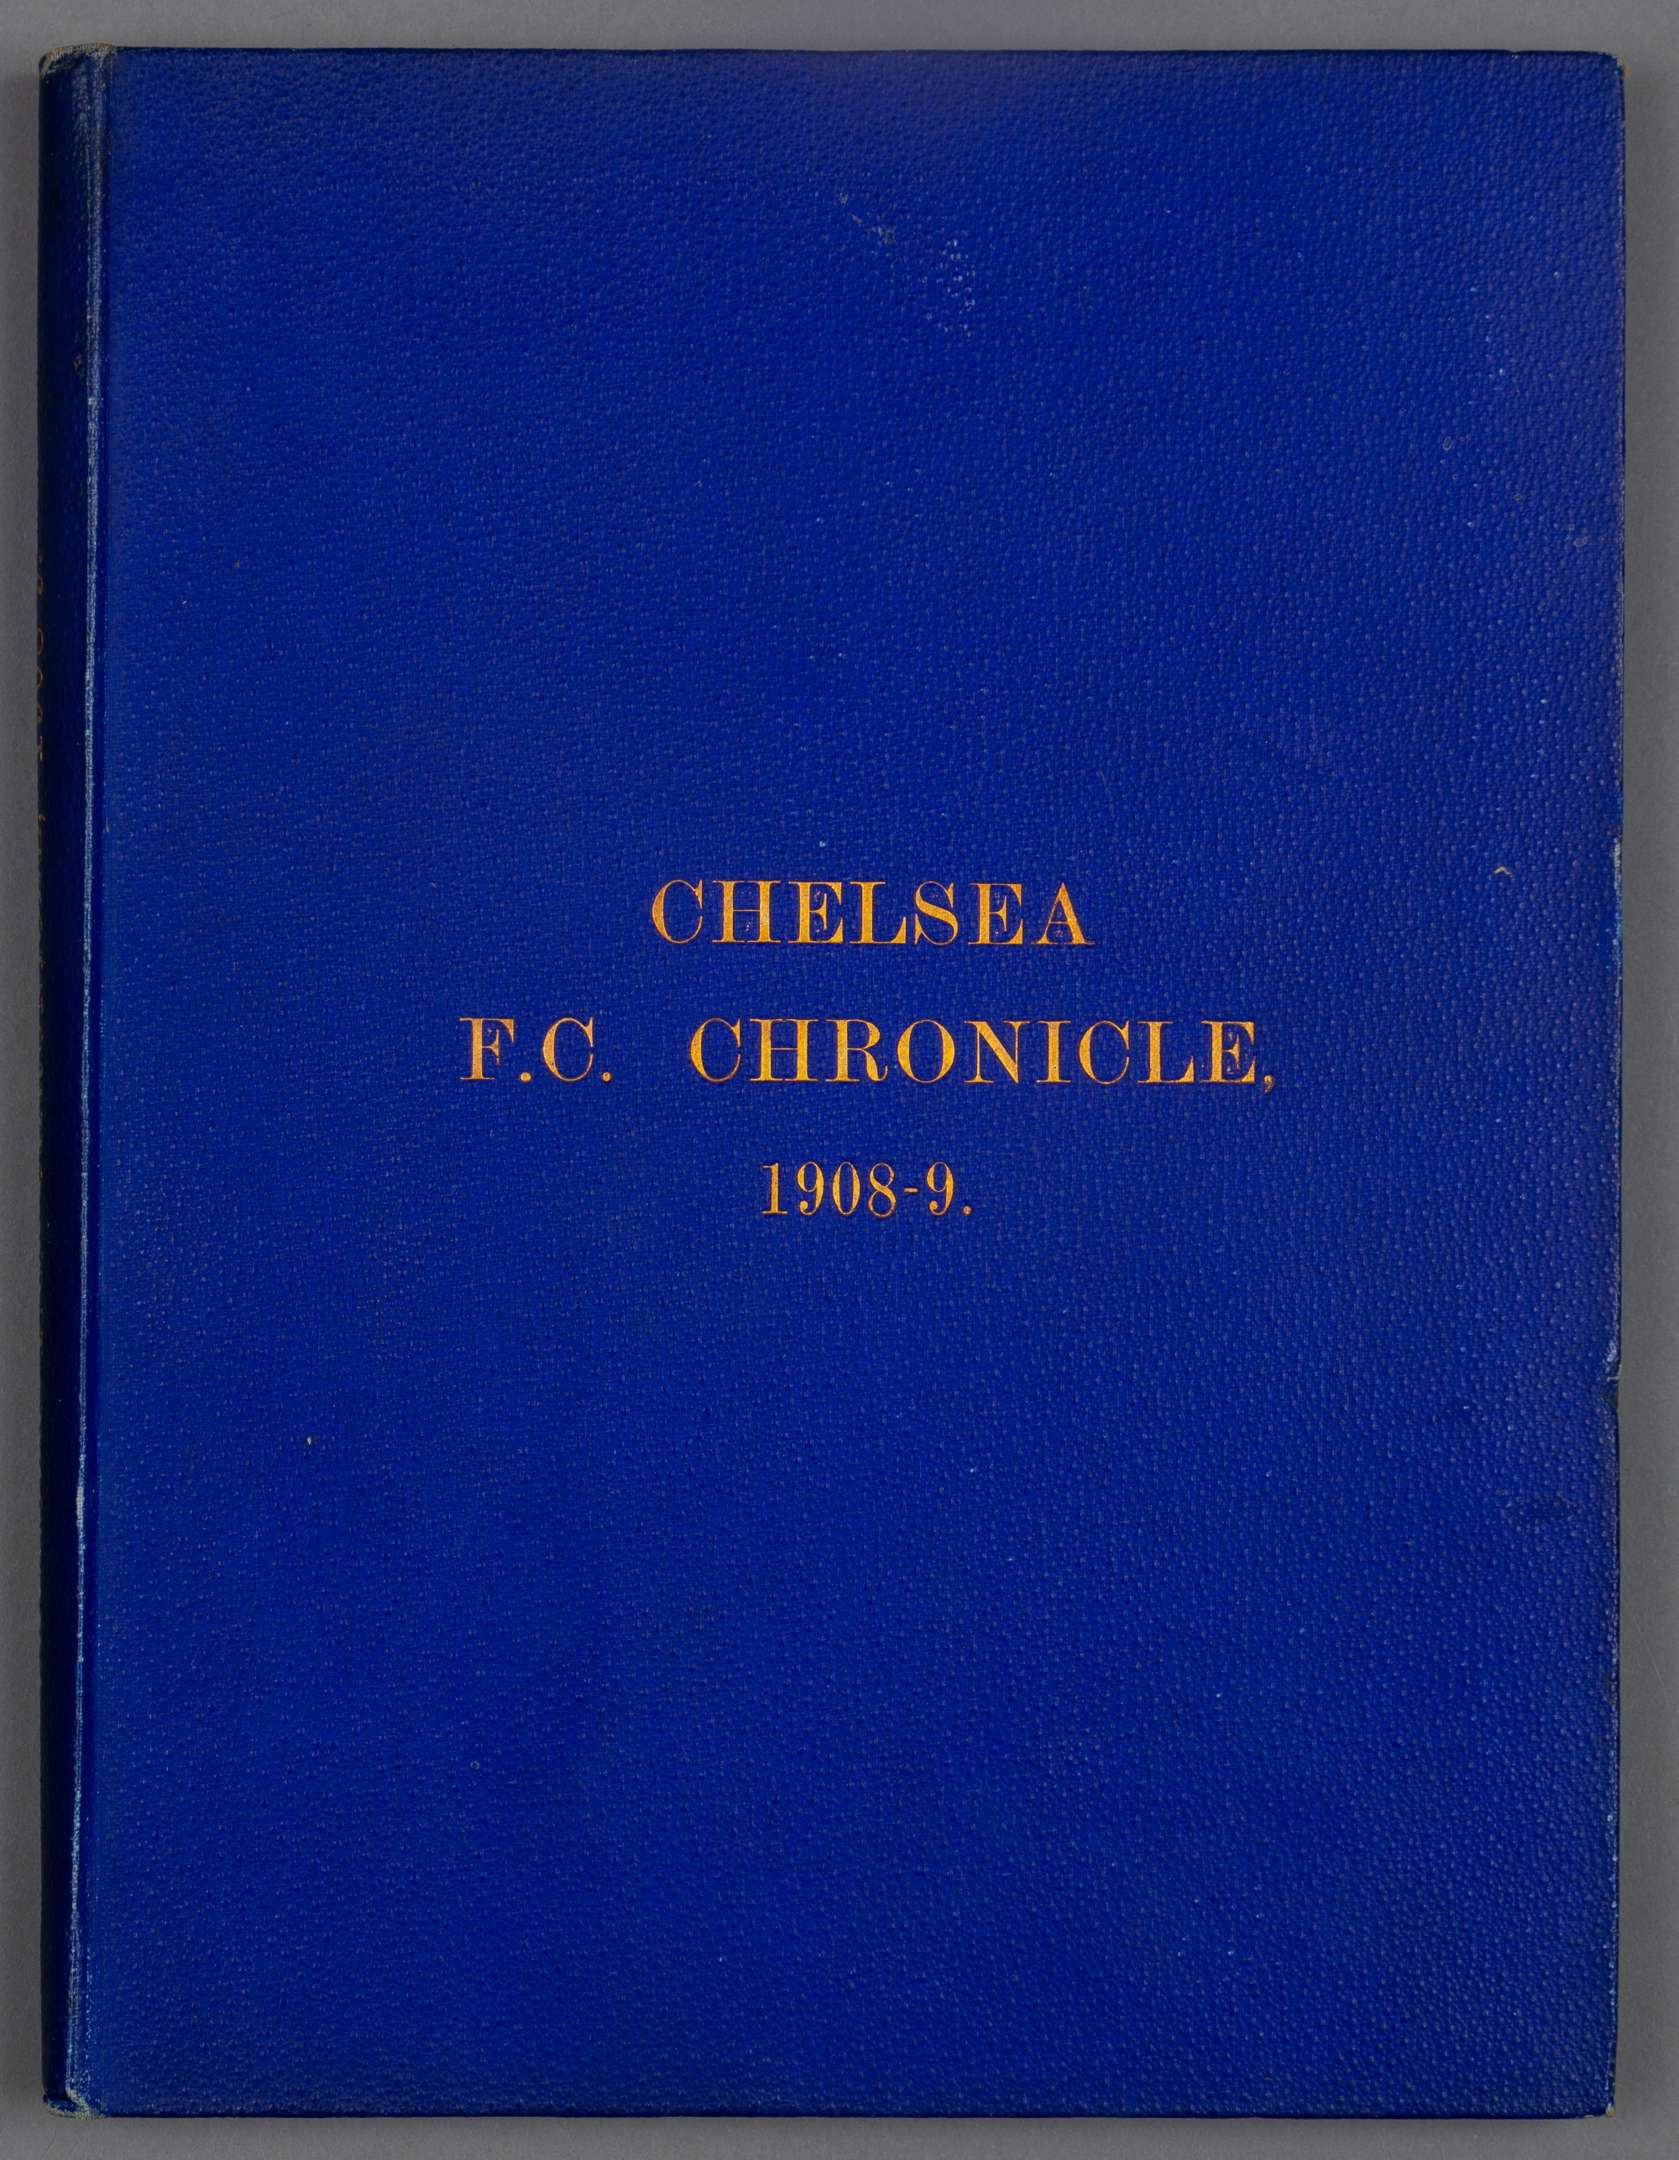 CHELSEA
F.C. CHRONICLE,
1908-9.